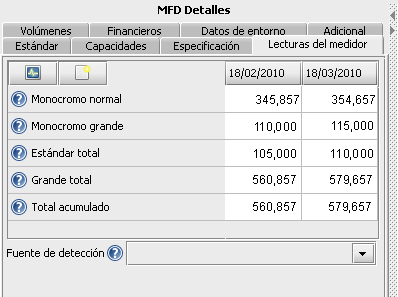 MFD Detalles
Volúmenes Financieros Datos de entorno Adicional
Estándar Capacidades Especificación Lecturas del medidor
18/02/2010 18/03/2010
Monocromo normal 345,857 354,657
Monocromo grande 110,000 115,000
Estándar total 105,000 110,000
Grande total 560,857 579,657
Total acumulado 560,857 579,657
Fuente de detección